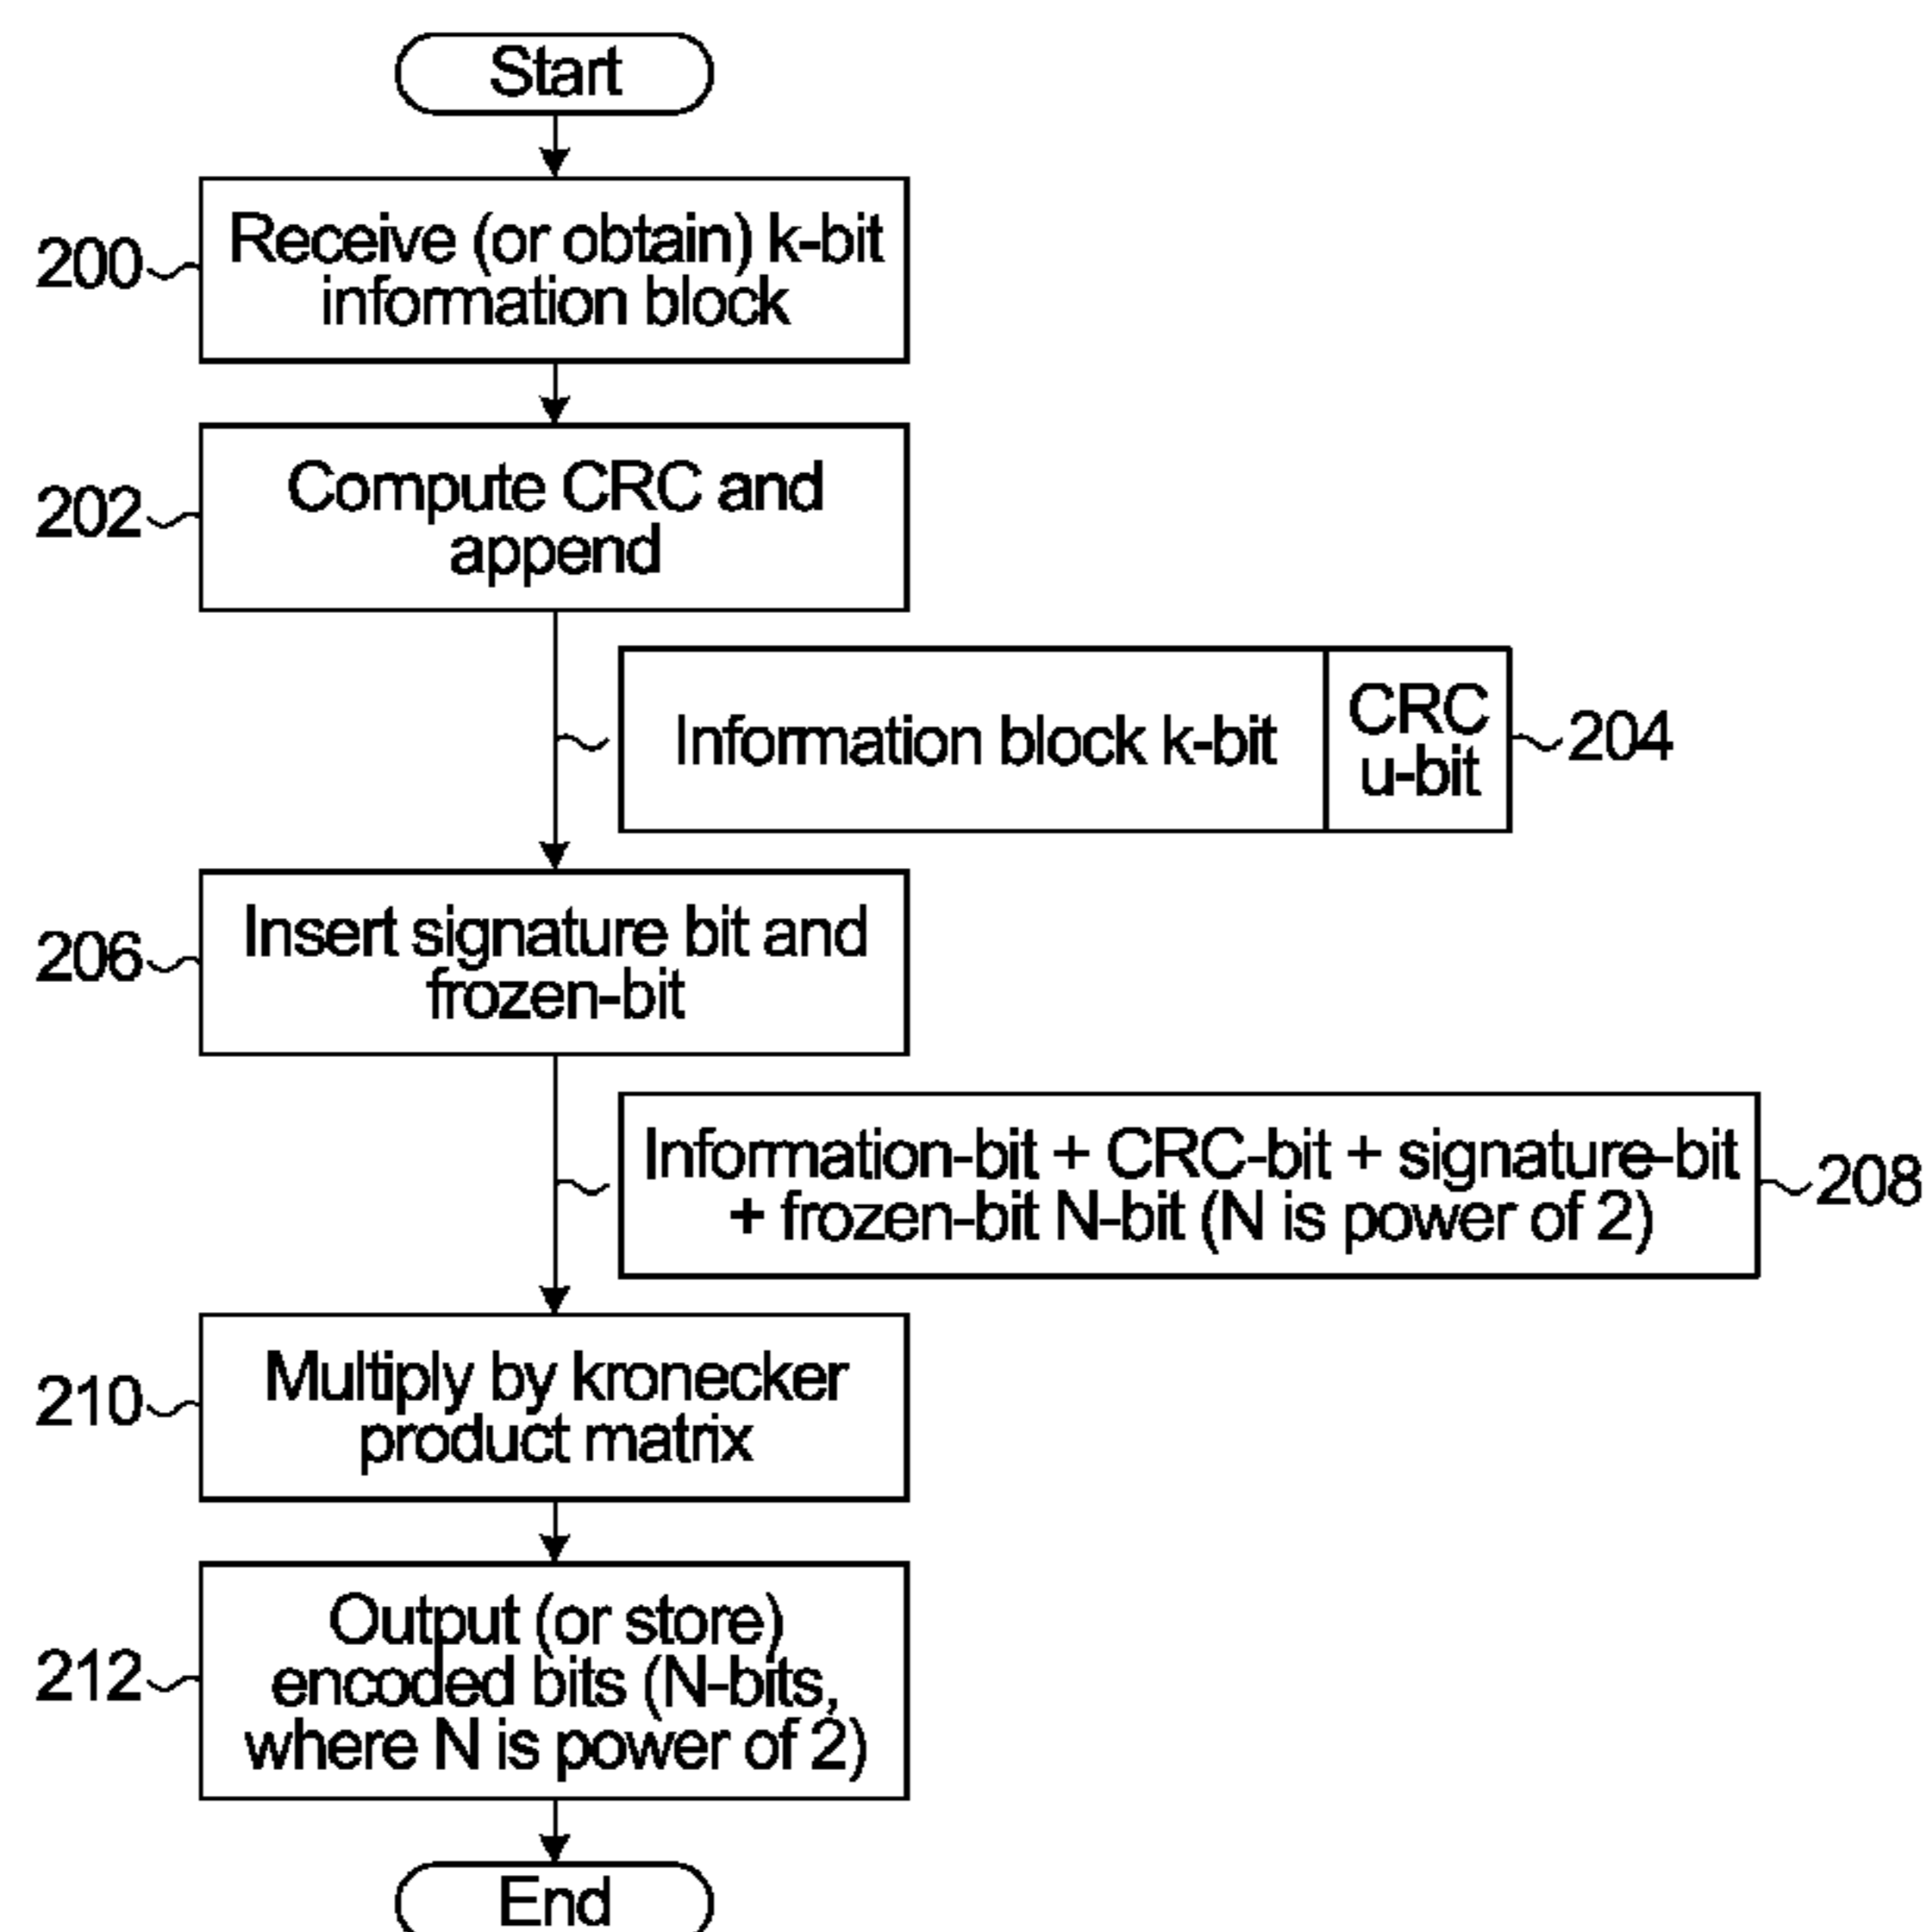 Start
200
Receive (or obtain) k-bit
information block
202
Compute CRC and
append
Information block k-bit
CRC
u-bit
204
206
Insert signature bit and
frozen-bit
Information-bit + CRC-bit + signature-bit
+ frozen-bit N-bit (N is power of 2)
208
210
Multiply by kronecker
product matrix
212
Output (or store)
encoded bits (N-bits,
where N is power of 2)
End